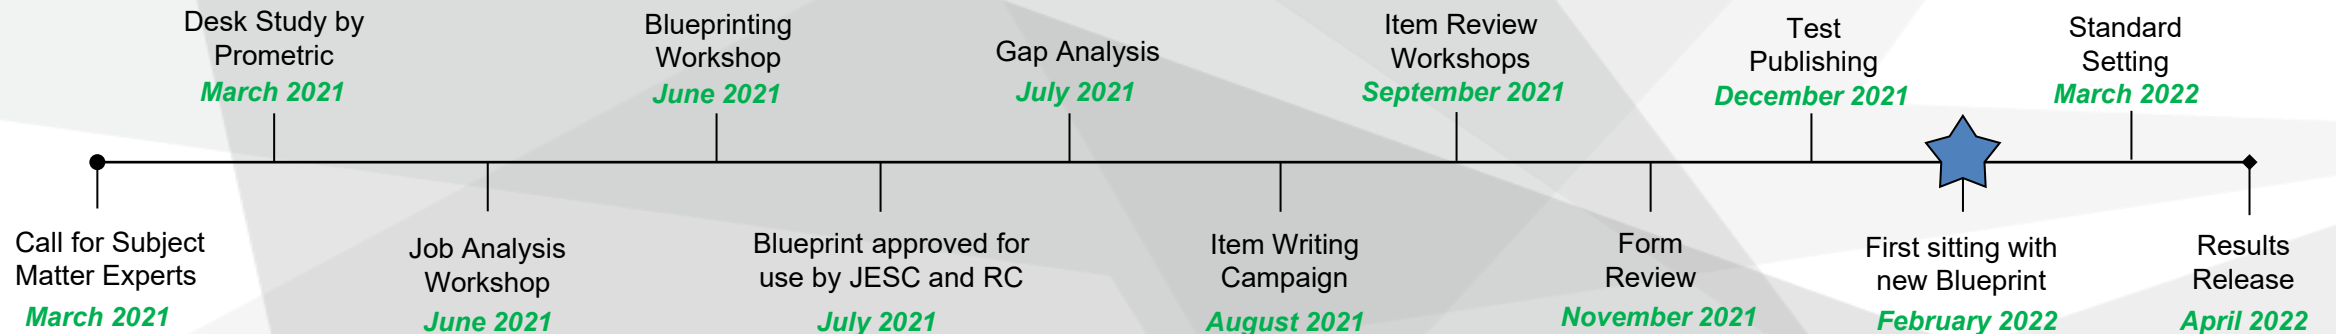 Call for Subject
Matter Experts
March 2021
Desk Study by
Prometric
March 2021
Job Analysis
Workshop
June 2021
Blueprinting
Workshop
June 2021
Blueprint approved for
use by JESC and RC
July 2021
Gap Analysis
July 2021
Item Writing
Campaign
August 2021
Item Review
Workshops
September 2021
Form
Review
November 2021
Test
Publishing
December 2021
First sitting with
new Blueprint
February 2022
Standard
Setting
March 2022
Results
Release
April 2022